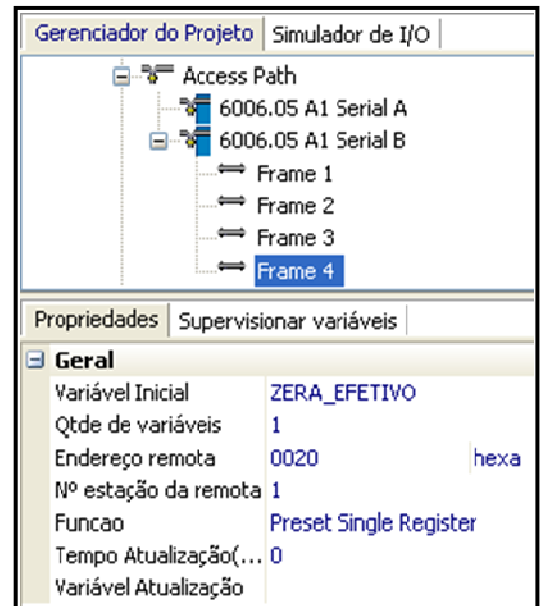 Gerenciador do Projeto Simulador de I/O
Access Path
6006.05 A1 Serial A
6006.05 A1 Serial B
Frame 1
Frame 2
Frame 3
Frame 4
Propriedades Supervisionar variáveis
Geral
Variável Inicial ZERA_EFETIVO
Qtde de variáveis 1
Endereço remota 0020 hexa
Nº estação da remota 1
Funcao Preset Single Register
Tempo Atualização(... 0
Variável Atualização